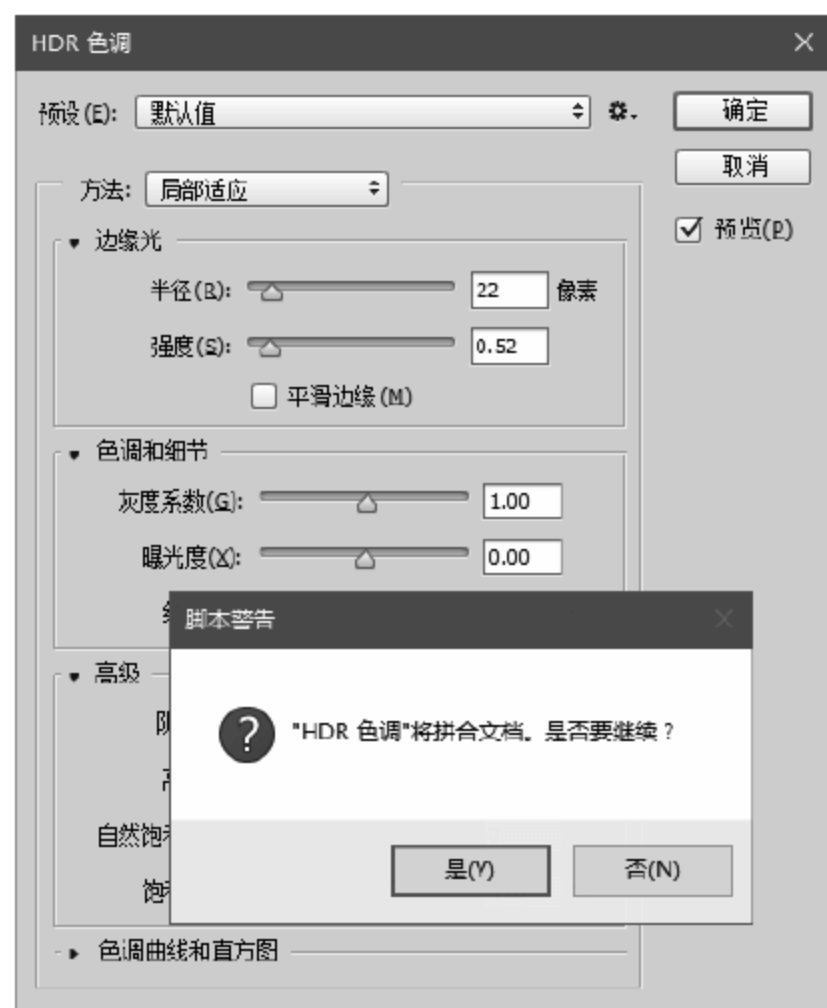 HDR 色调
预设(E): 默认值
确定
取消
预览(P)
方法: 局部适应
边缘光
半径(R): 22 像素
强度(S): 0.52
平滑边缘(M)
色调和细节
灰度系数(G): 1.00
曝光度(X): 0.00
脚本警告
"HDR 色调"将拼合文档。是否要继续？
是(Y) 否(N)
高级
自然饱
色调曲线和直方图